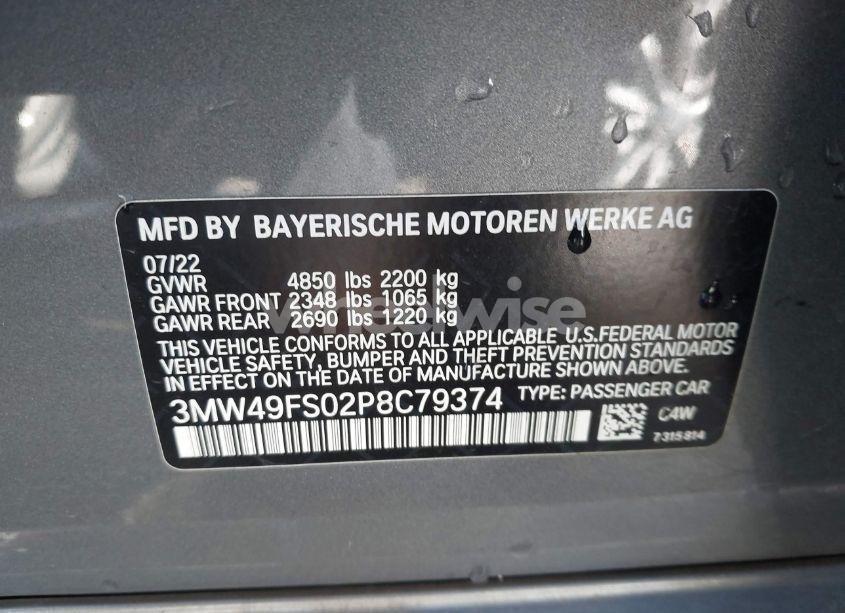 MFD BY BAYERISCHE MOTOREN WERKE AG
07/22
GVWR 4850 lbs 2200 kg
GAWR FRONT 2348 lbs 1065 kg
GAWR REAR 2690 lbs 1220 kg
wheelwise
THIS VEHICLE CONFORMS TO ALL APPLICABLE U.S.FEDERAL MOTOR
VEHICLE SAFETY, BUMPER AND THEFT PREVENTION STANDARDS
IN EFFECT ON THE DATE OF MANUFACTURE SHOWN ABOVE.
3MW49FS02P8C79374 TYPE: PASSENGER CAR
C4W
7315814